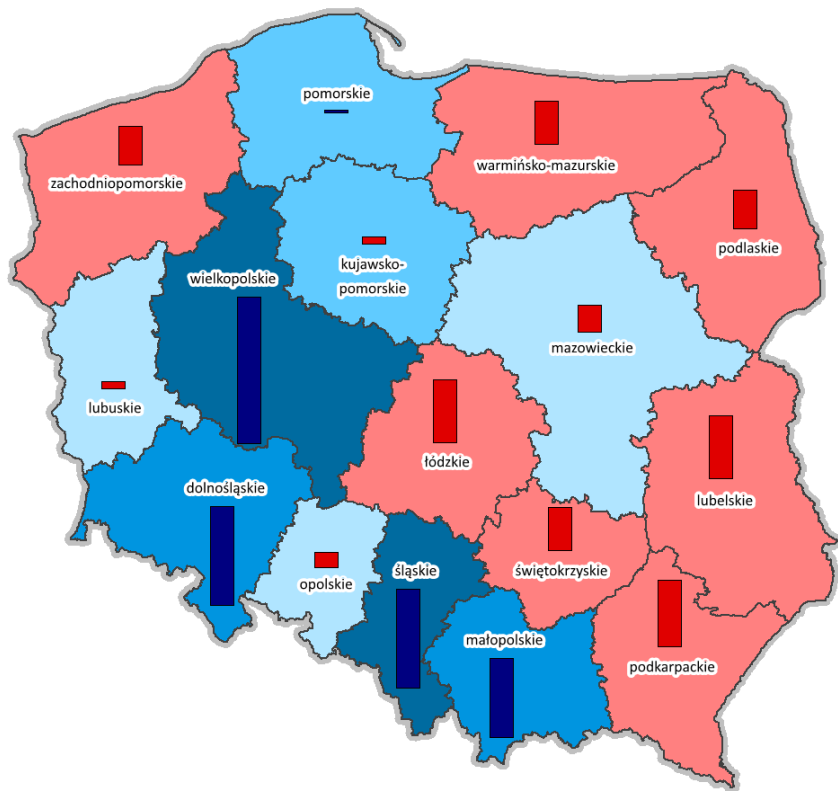 pomorskie
warmińsko-mazurskie
zachodniopomorskie
podlaskie
kujawsko-
pomorskie
wielkopolskie
mazowieckie
lubuskie
łódzkie
dolnośląskie
lubelskie
opolskie
śląskie
świętokrzyskie
małopolskie
podkarpackie